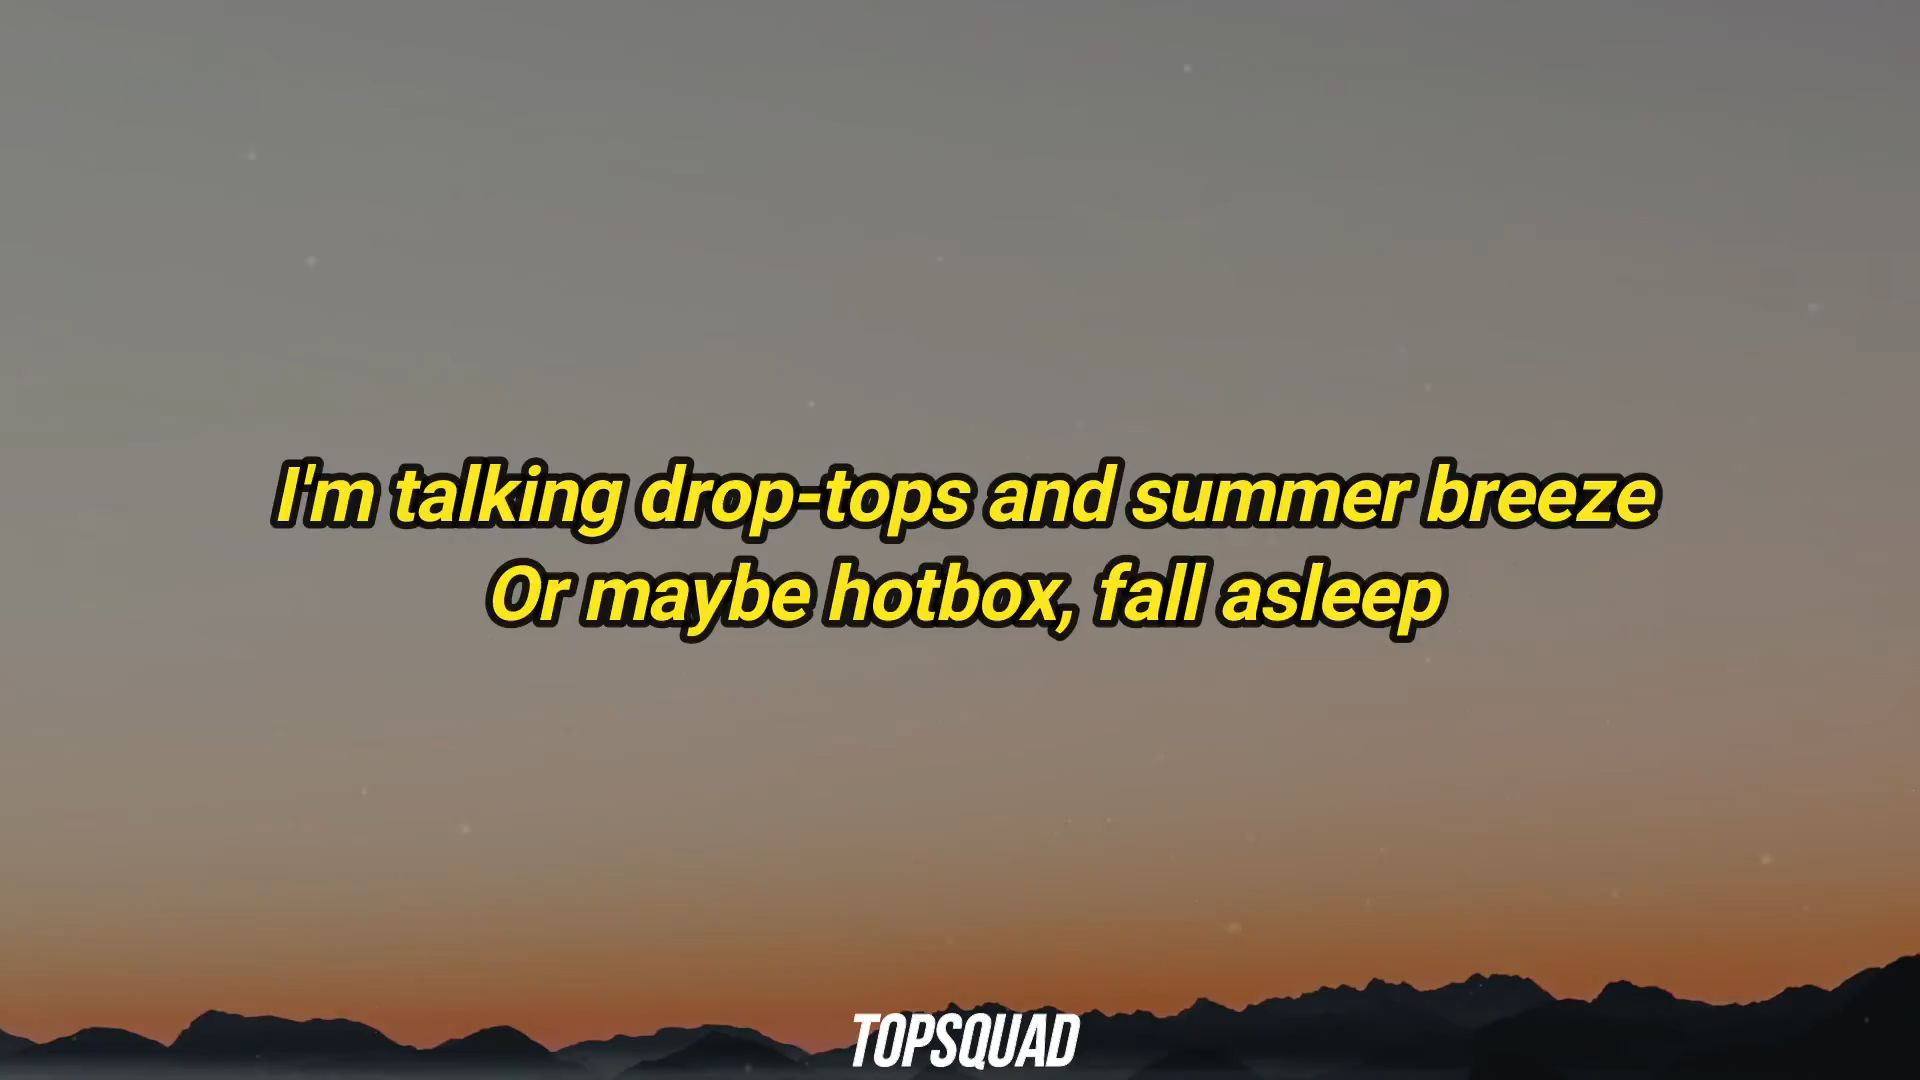 I'm talking drop-tops and summer breeze
Or maybe hotbox, fall asleep
TOPSQUAD